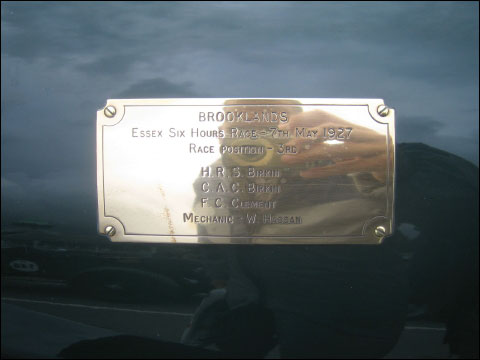 BROOKLANDS
ESSEX SIX HOURS RACE - 7TH MAY 1927
RACE POSITION - 3RD.
H.R.S. BIRKIN
C.A.C. BIRKIN
F.C. CLEMENT
MECHANIC - W. HASSAN